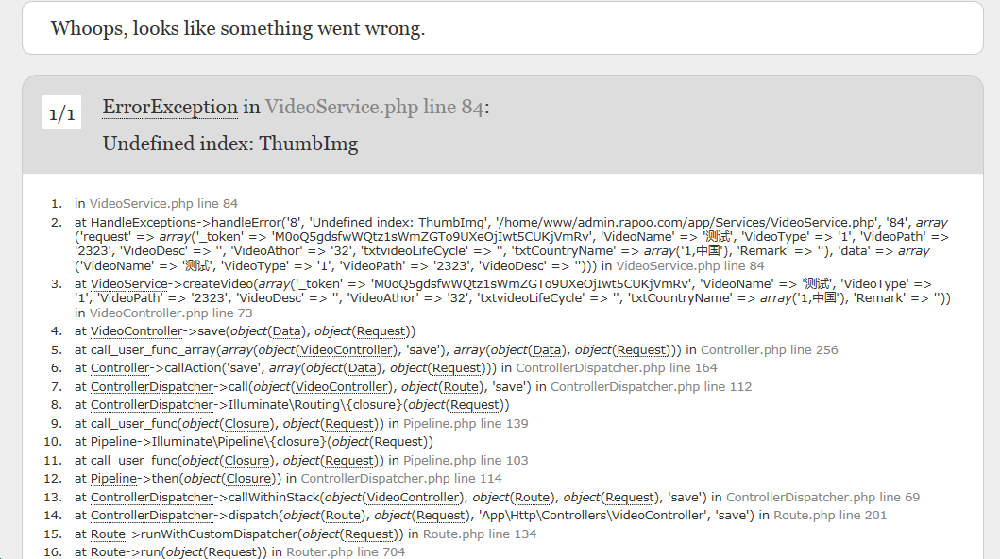 Whoops, looks like something went wrong.
1/1
ErrorException in VideoService.php line 84:
Undefined index: ThumbImg
1. in VideoService.php line 84
2. at HandleExceptions->handleError('8', 'Undefined index: ThumbImg', '/home/www/admin.rapoo.com/app/Services/VideoService.php', '84', array
('request' => array('_token' => 'M0oQ5gdsfwWQtz1sWmZGTo9UXeOjIwt5CUKjVmRv', 'VideoName' => '测试', 'VideoType' => '1', 'VideoPath' =>
'2323', 'VideoDesc' => '', 'VideoAthor' => '32', 'txtvideoLifeCycle' => '', 'txtCountryName' => array('1,中国'), 'Remark' => ''), 'data' => array
('VideoName' => '测试', 'VideoType' => '1', 'VideoPath' => '2323', 'VideoDesc' => ''))) in VideoService.php line 84
3. at VideoService->createVideo(array('_token' => 'M0oQ5gdsfwWQtz1sWmZGTo9UXeOjIwt5CUKjVmRv', 'VideoName' => '测试', 'VideoType' =>
'1', 'VideoPath' => '2323', 'VideoDesc' => '', 'VideoAthor' => '32', 'txtvideoLifeCycle' => '', 'txtCountryName' => array('1,中国'), 'Remark' => ''))
in VideoController.php line 73
4. at VideoController->save(object(Data), object(Request))
5. at call_user_func_array(array(object(VideoController), 'save'), array(object(Data), object(Request))) in Controller.php line 256
6. at Controller->callAction('save', array(object(Data), object(Request))) in ControllerDispatcher.php line 164
7. at ControllerDispatcher->call(object(VideoController), object(Route), 'save') in ControllerDispatcher.php line 112
8. at ControllerDispatcher->Illuminate\Routing\{closure}(object(Request))
9. at call_user_func(object(Closure), object(Request)) in Pipeline.php line 139
10. at Pipeline->Illuminate\Pipeline\{closure}(object(Request))
11. at call_user_func(object(Closure), object(Request)) in Pipeline.php line 103
12. at Pipeline->then(object(Closure)) in ControllerDispatcher.php line 114
13. at ControllerDispatcher->callWithinStack(object(VideoController), object(Route), object(Request), 'save') in ControllerDispatcher.php line 69
14. at ControllerDispatcher->dispatch(object(Route), object(Request), 'App\Http\Controllers\VideoController', 'save') in Route.php line 201
15. at Route->runWithCustomDispatcher(object(Request)) in Route.php line 134
16. at Route->run(object(Request)) in Router.php line 704